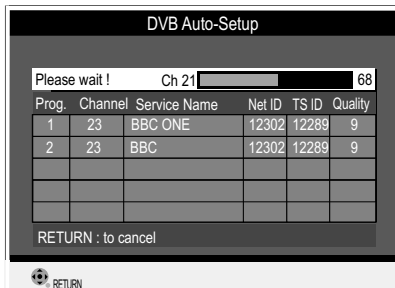 DVB Auto-Setup
Please wait ! Ch 21 68
Prog. Channel Service Name Net ID TS ID Quality
1 23 BBC ONE 12302 12289 9
2 23 BBC 12302 12289 9
RETURN : to cancel
RETURN